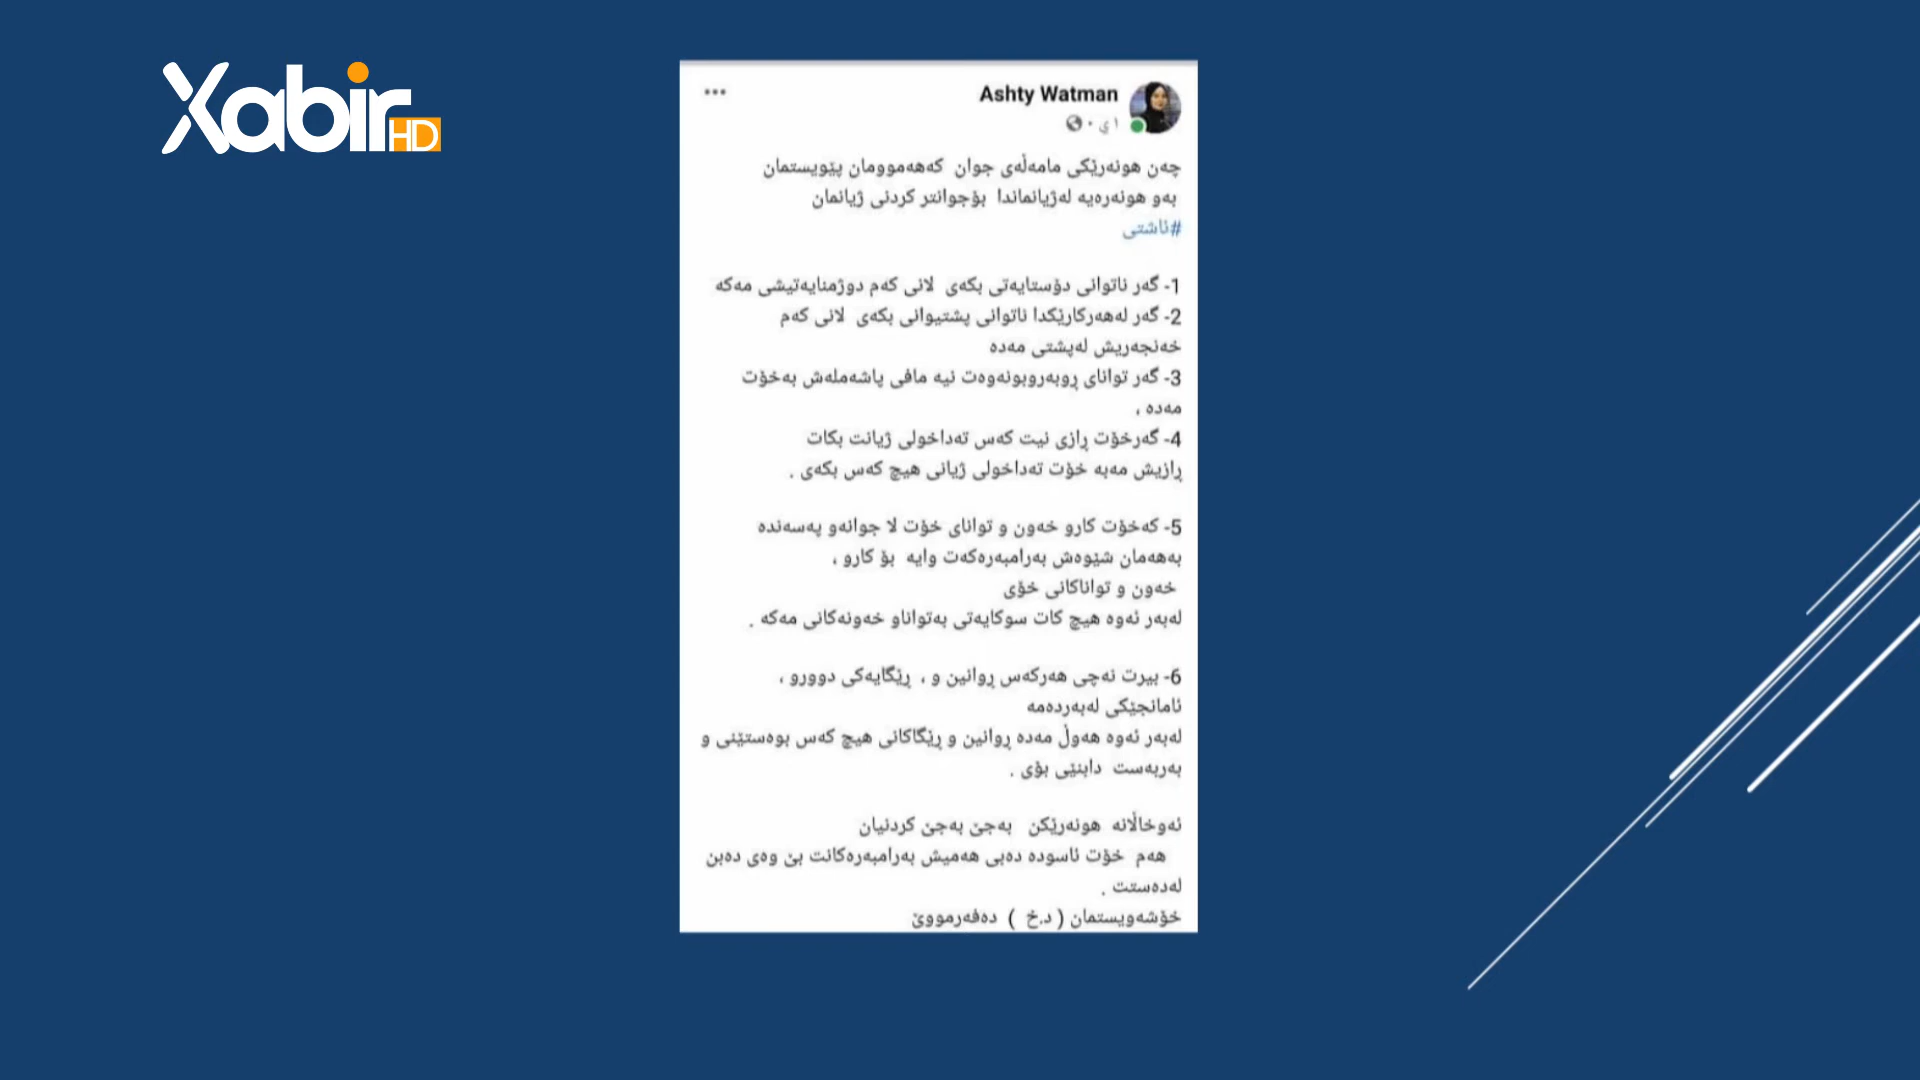 Xabir HD
Ashty Watman
١ ي ·
چەن هونەرێکی مامەڵەی جوان کەهەموومان پێویستمان
بەو هونەرەیە لەژیانماندا بۆجوانتر کردنی ژیانمان
#ئاشتی
1- گەر ناتوانی دۆستایەتی بکەی لانی کەم دوژمنایەتیشی مەکە
2- گەر لەهەرکارێکدا ناتوانی پشتیوانی بکەی لانی کەم
خەنجەریش لەپشتی مەدە
3- گەر توانای ڕوبەروبونەوەت نیە مافی پاشەملەش بەخۆت
مەدە ،
4- گەرخۆت ڕازی نیت کەس تەداخولی ژیانت بکات
ڕازیش مەبە خۆت تەداخولی ژیانی هیچ کەس بکەی .
5- کەخۆت کارو خەون و توانای خۆت لا جوانەو پەسەندە
بەهەمان شێوەش بەرامبەرەکەت وایە بۆ کارو ،
خەون و تواناکانی خۆی
لەبەر ئەوە هیچ کات سوکایەتی بەتواناو خەونەکانی مەکە .
6- بیرت نەچی هەرکەس ڕوانین و ، ڕێگایەکی دوورو ،
ئامانجێکی لەبەردەمە
لەبەر ئەوە هەوڵ مەدە ڕوانین و ڕێگاکانی هیچ کەس بوەستێنی و
بەربەست دابنێی بۆی .
ئەوخاڵانە هونەرێکن بەجێ بەجێ کردنیان
هەم خۆت ئاسودە دەبی هەمیش بەرامبەرەکانت بێ وەی دەبن
لەدەستت .
خۆشەویستمان ( د.خ ) دەفەرمووێ